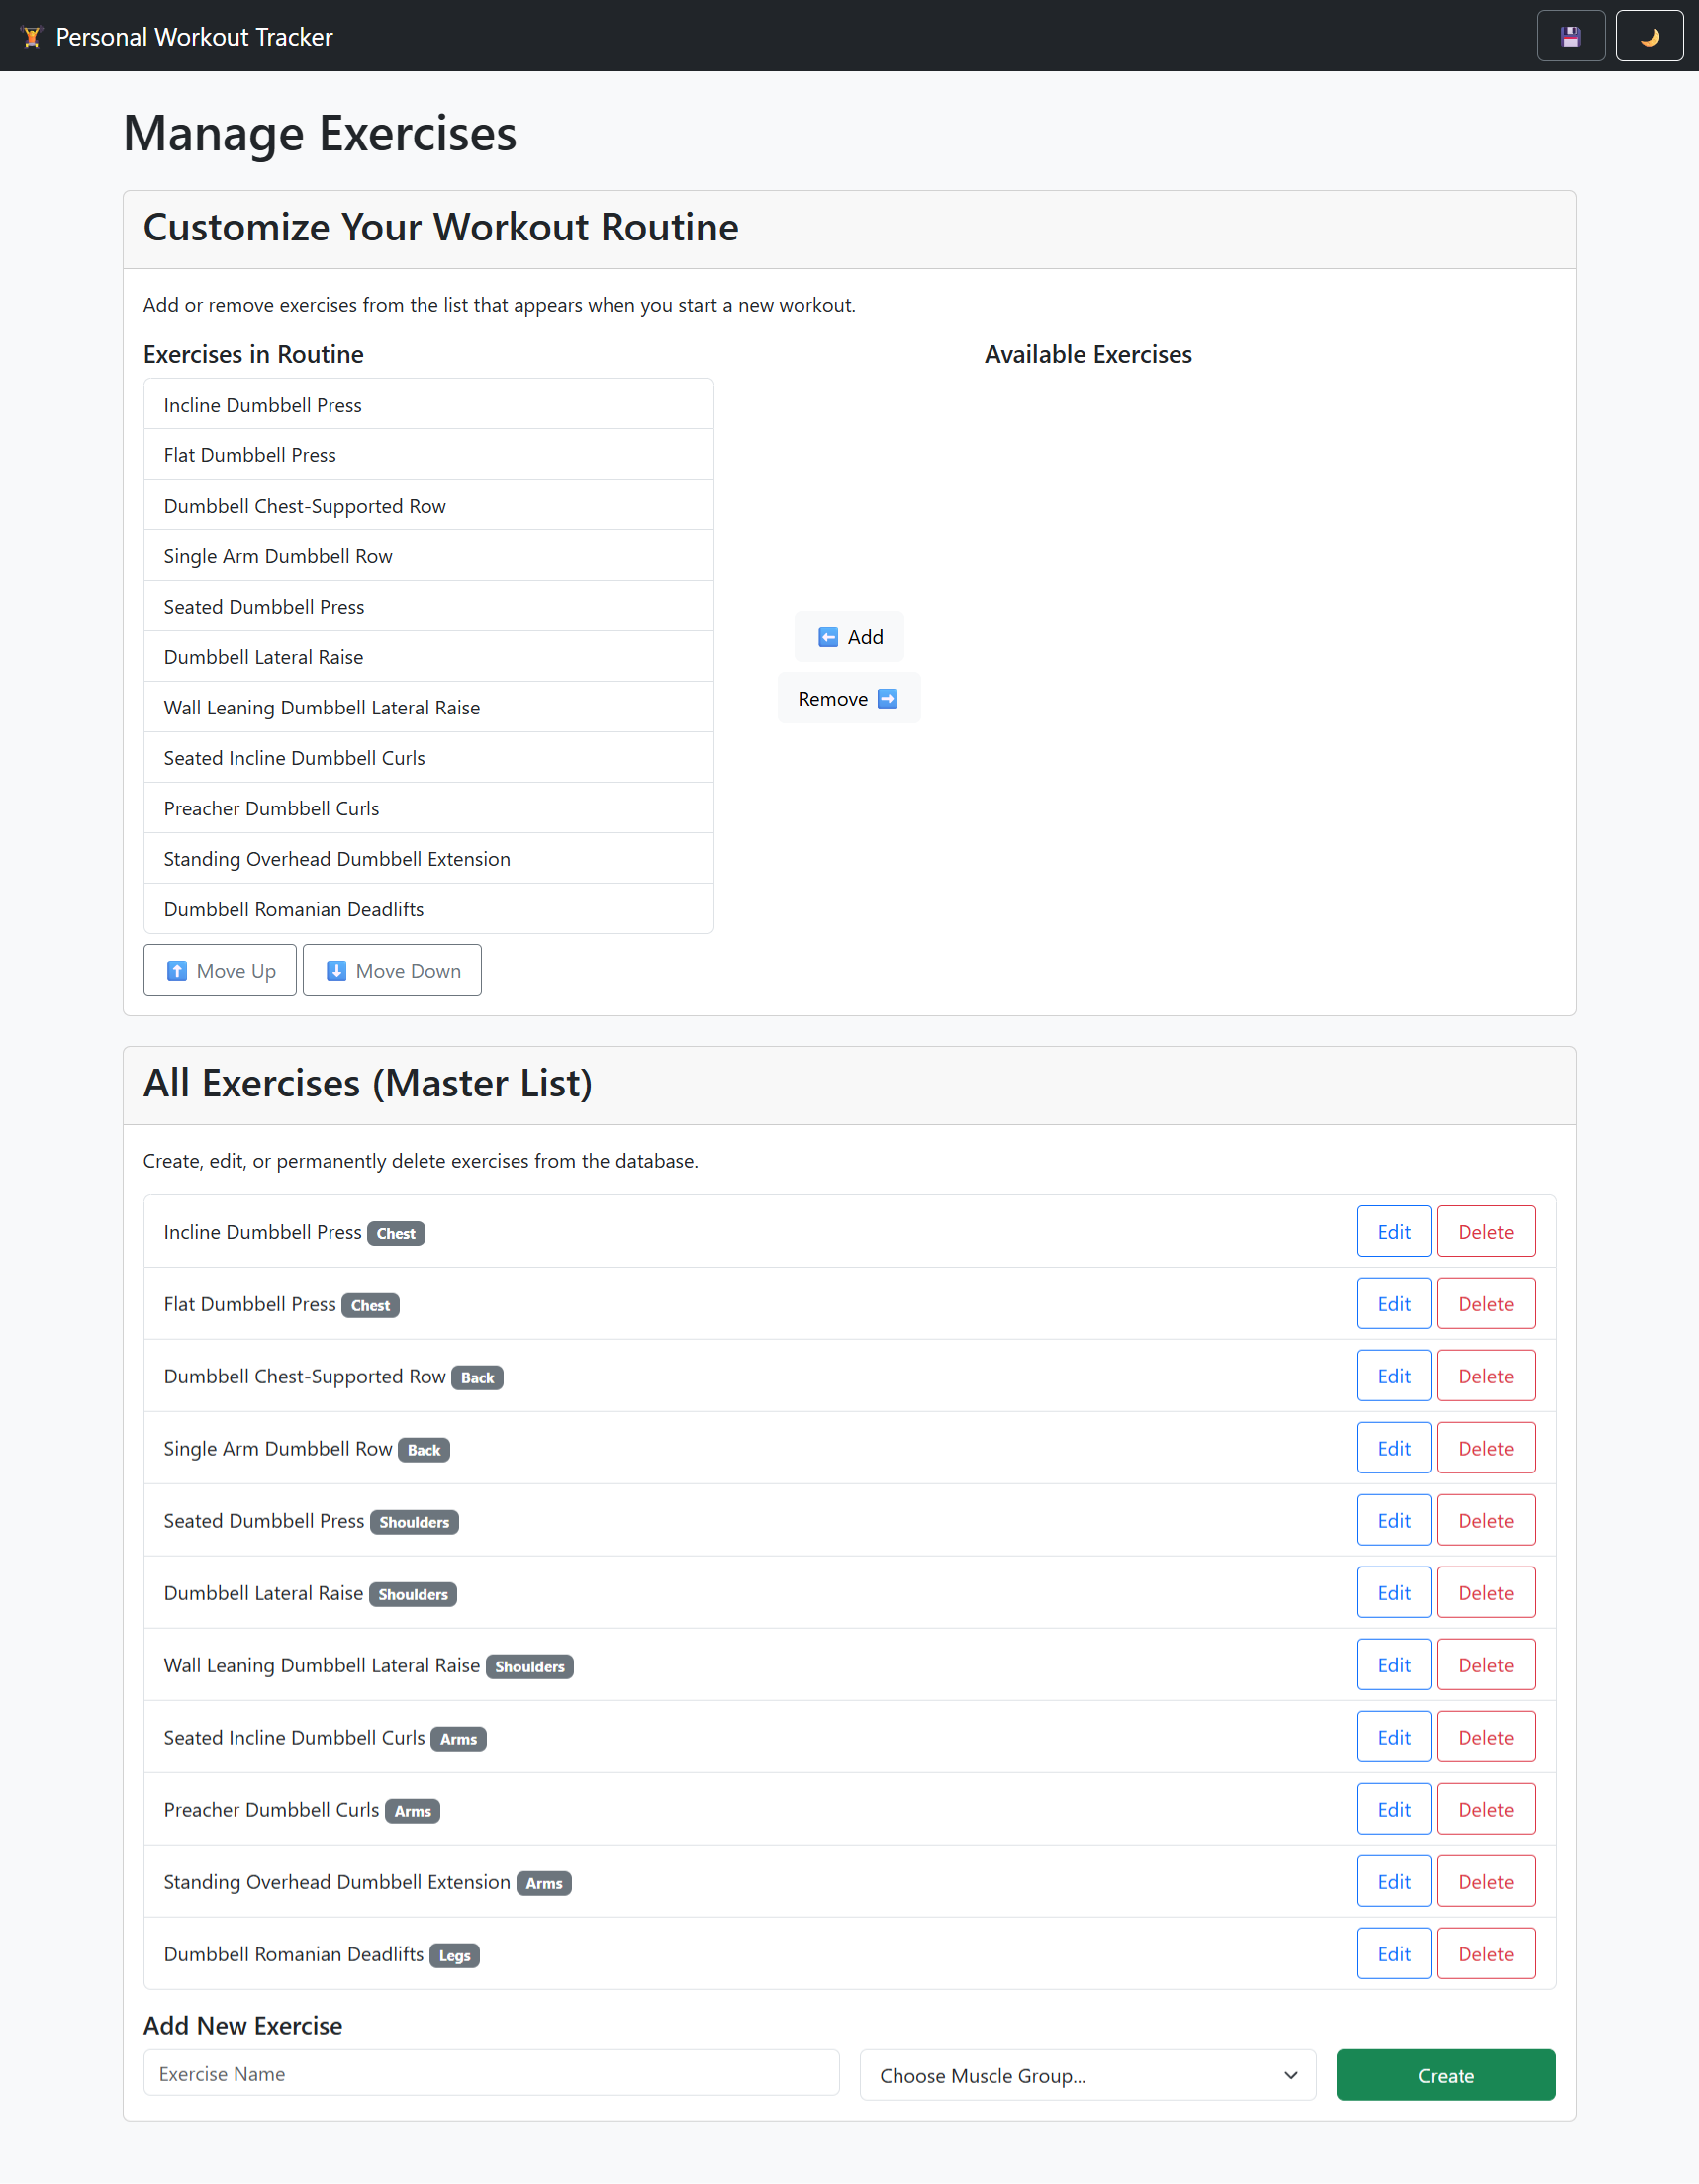 Personal Workout Tracker
Manage Exercises
Customize Your Workout Routine
Add or remove exercises from the list that appears when you start a new workout.
Exercises in Routine
Incline Dumbbell Press
Flat Dumbbell Press
Dumbbell Chest-Supported Row
Single Arm Dumbbell Row
Seated Dumbbell Press
Dumbbell Lateral Raise
Wall Leaning Dumbbell Lateral Raise
Seated Incline Dumbbell Curls
Preacher Dumbbell Curls
Standing Overhead Dumbbell Extension
Dumbbell Romanian Deadlifts
Move Up Move Down
Add
Remove
Available Exercises
All Exercises (Master List)
Create, edit, or permanently delete exercises from the database.
Incline Dumbbell Press Chest Edit Delete
Flat Dumbbell Press Chest Edit Delete
Dumbbell Chest-Supported Row Back Edit Delete
Single Arm Dumbbell Row Back Edit Delete
Seated Dumbbell Press Shoulders Edit Delete
Dumbbell Lateral Raise Shoulders Edit Delete
Wall Leaning Dumbbell Lateral Raise Shoulders Edit Delete
Seated Incline Dumbbell Curls Arms Edit Delete
Preacher Dumbbell Curls Arms Edit Delete
Standing Overhead Dumbbell Extension Arms Edit Delete
Dumbbell Romanian Deadlifts Legs Edit Delete
Add New Exercise
Exercise Name Choose Muscle Group... Create